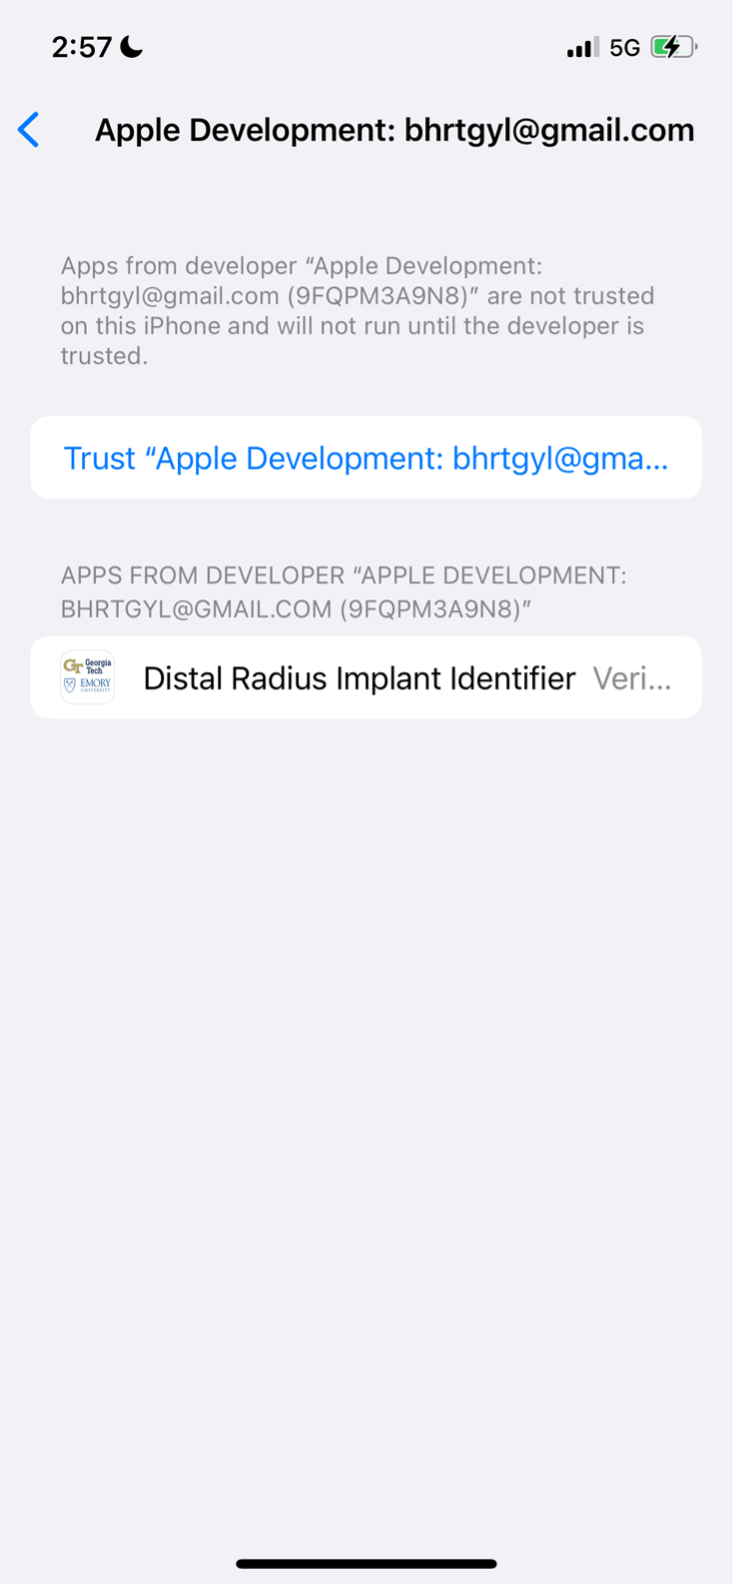 2:57
5G
Apple Development: bhrtgyl@gmail.com
Apps from developer “Apple Development:
bhrtgyl@gmail.com (9FQPM3A9N8)” are not trusted
on this iPhone and will not run until the developer is
trusted.
Trust “Apple Development: bhrtgyl@gma...
APPS FROM DEVELOPER “APPLE DEVELOPMENT:
BHRTGYL@GMAIL.COM (9FQPM3A9N8)”
GT Georgia
Tech
EMORY
UNIVERSITY
Distal Radius Implant Identifier Veri...